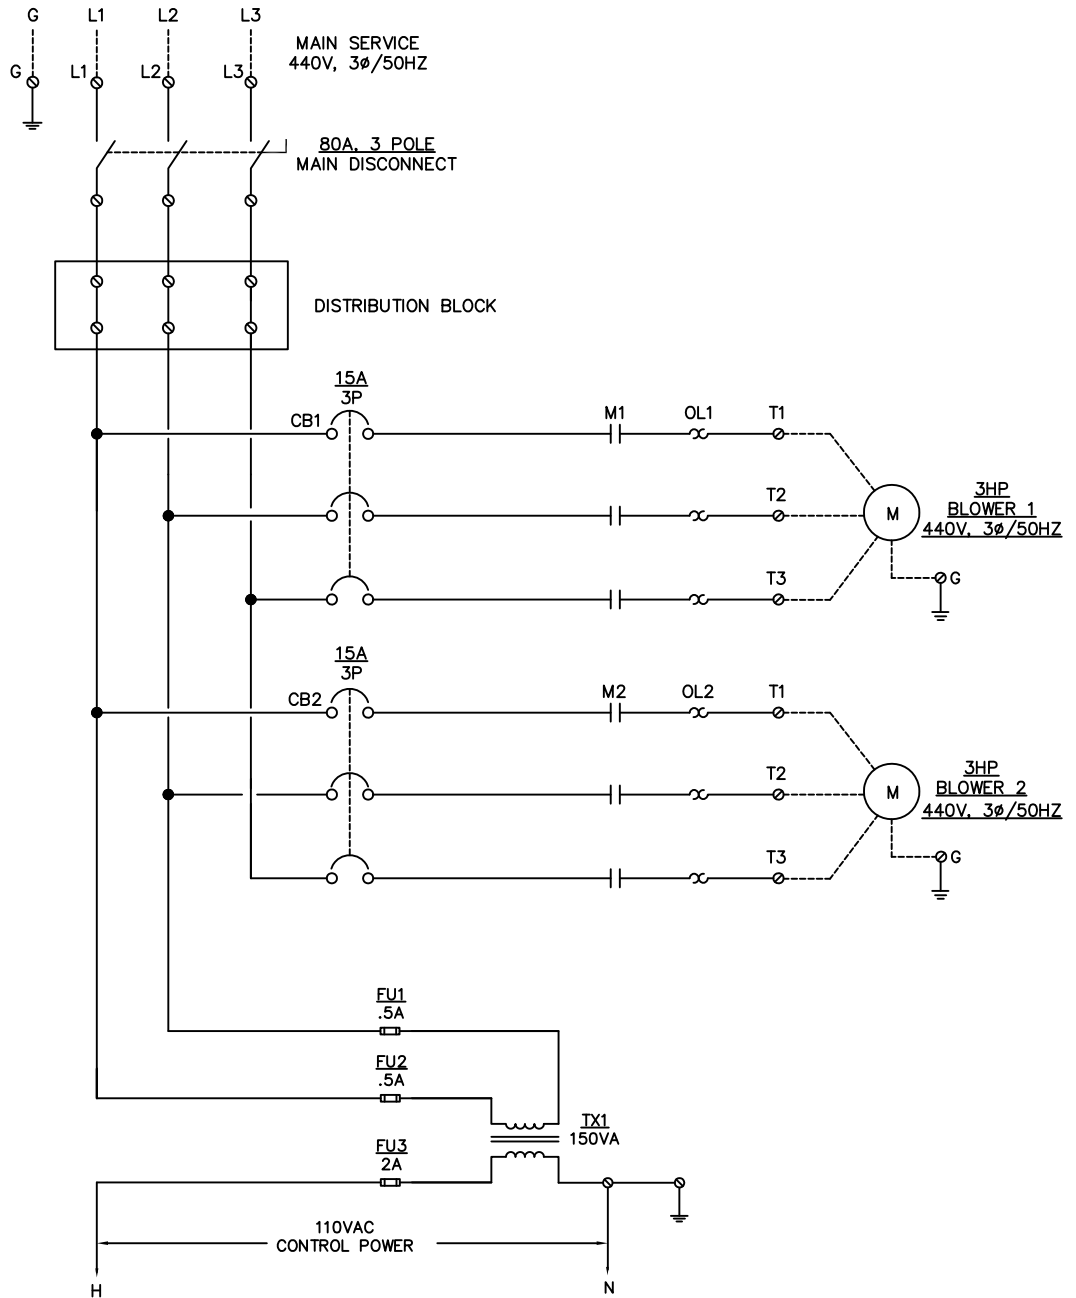 G L1 L2 L3
MAIN SERVICE
440V, 3ø/50HZ
G L1 L2 L3
80A, 3 POLE
MAIN DISCONNECT
DISTRIBUTION BLOCK
15A
3P
CB1 M1 OL1 T1
T2
3HP
BLOWER 1
440V, 3ø/50HZ
M
T3
G
15A
3P
CB2 M2 OL2 T1
T2
3HP
BLOWER 2
440V, 3ø/50HZ
M
T3
G
FU1
.5A
FU2
.5A
TX1
150VA
FU3
2A
110VAC
CONTROL POWER
H N